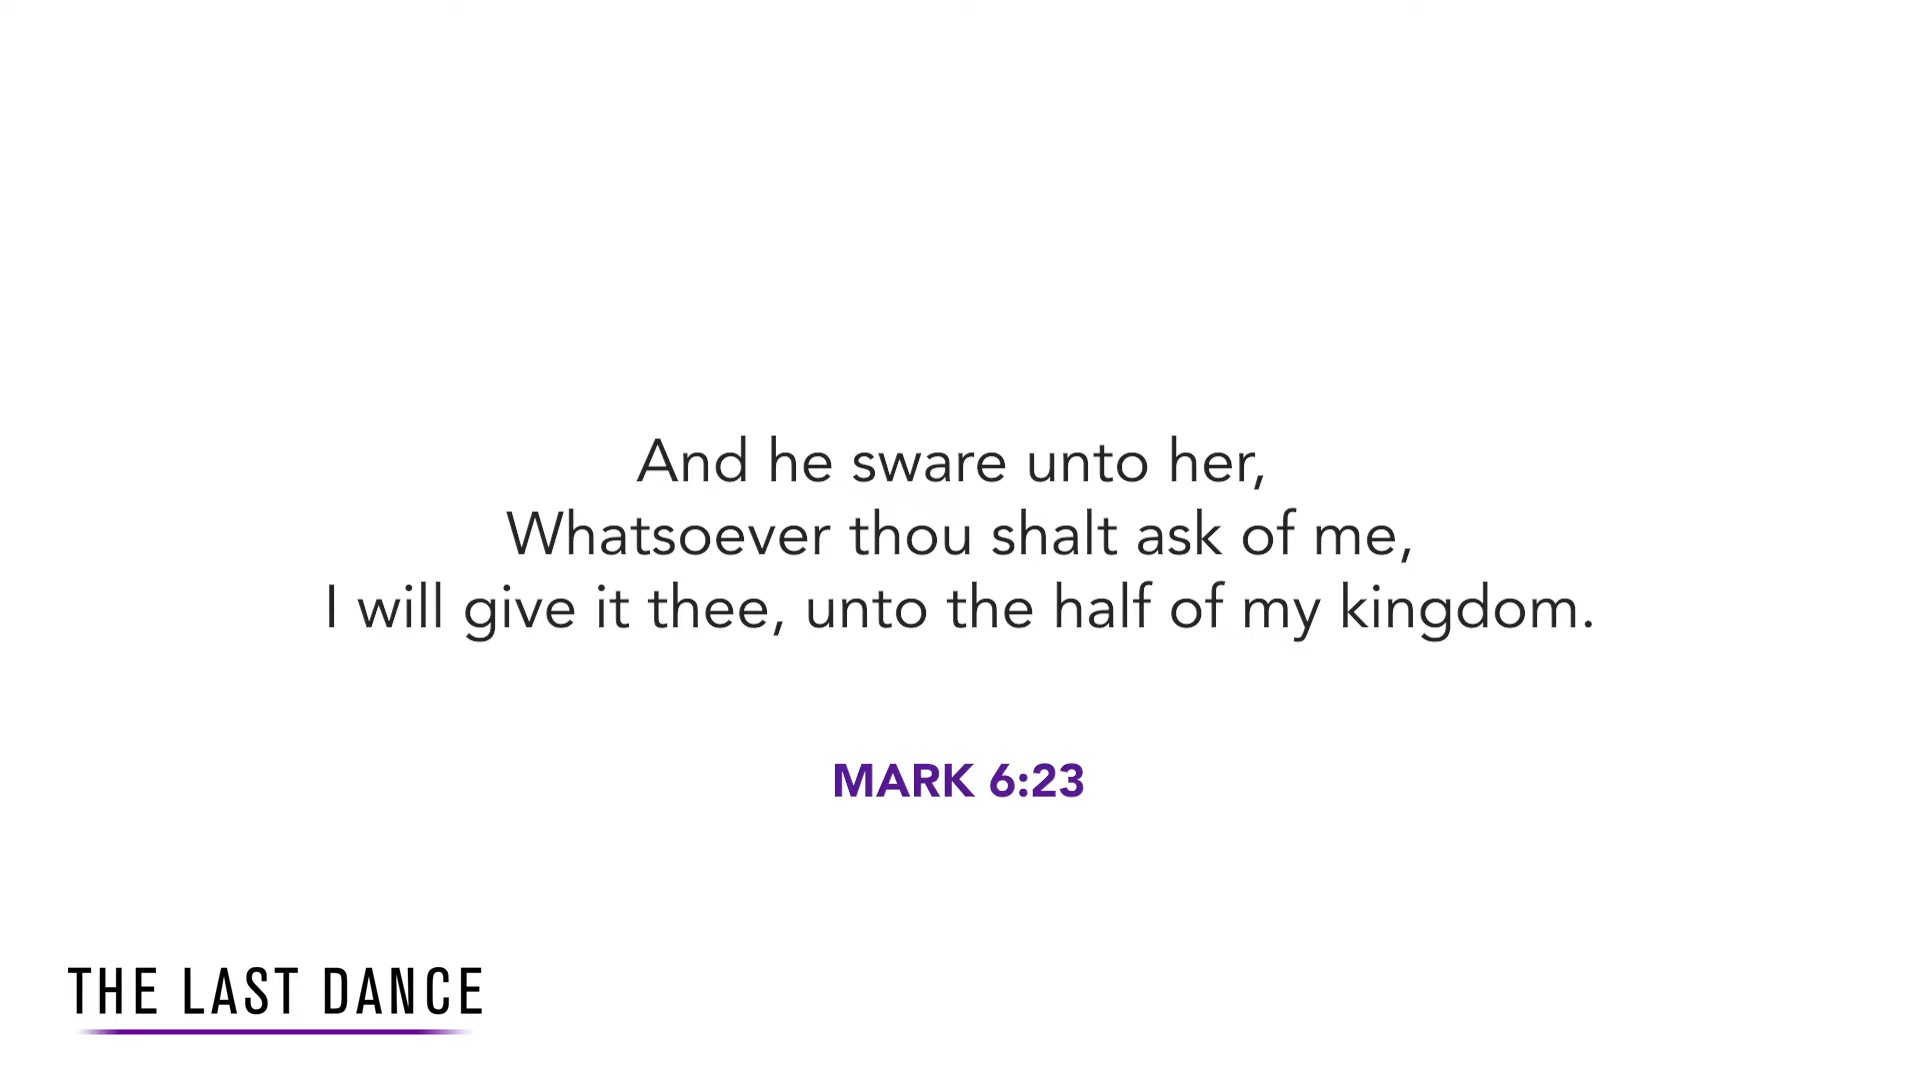 And he sware unto her,
Whatsoever thou shalt ask of me,
I will give it thee, unto the half of my kingdom.
MARK 6:23
THE LAST DANCE